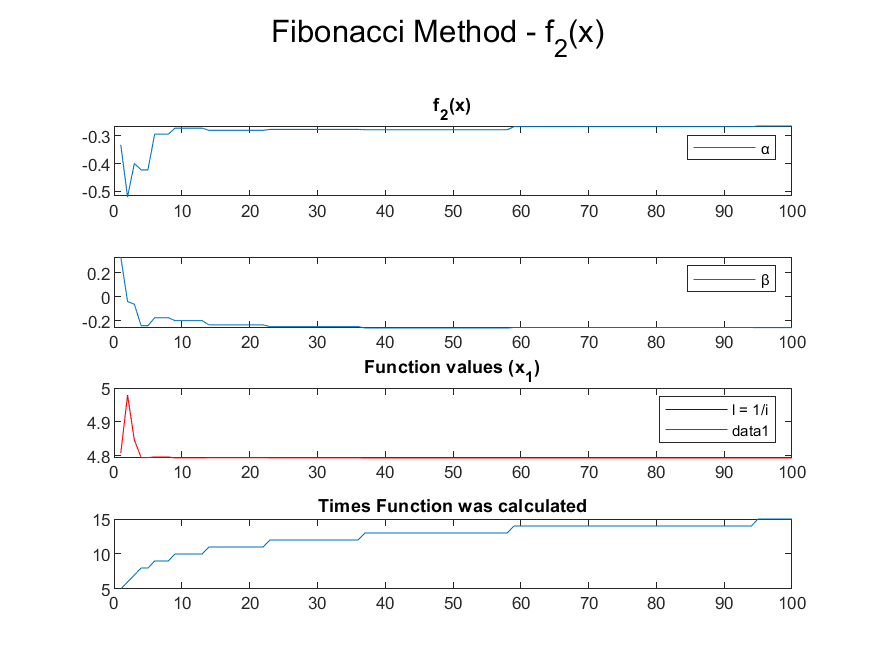 Fibonacci Method - f₂(x)
f₂(x)
-0.3
-0.4
-0.5
α
0 10 20 30 40 50 60 70 80 90 100
0.2
0
-0.2
β
0 10 20 30 40 50 60 70 80 90 100
Function values (x₁)
5
4.9
4.8
l = 1/i
data1
0 10 20 30 40 50 60 70 80 90 100
Times Function was calculated
15
10
5
0 10 20 30 40 50 60 70 80 90 100